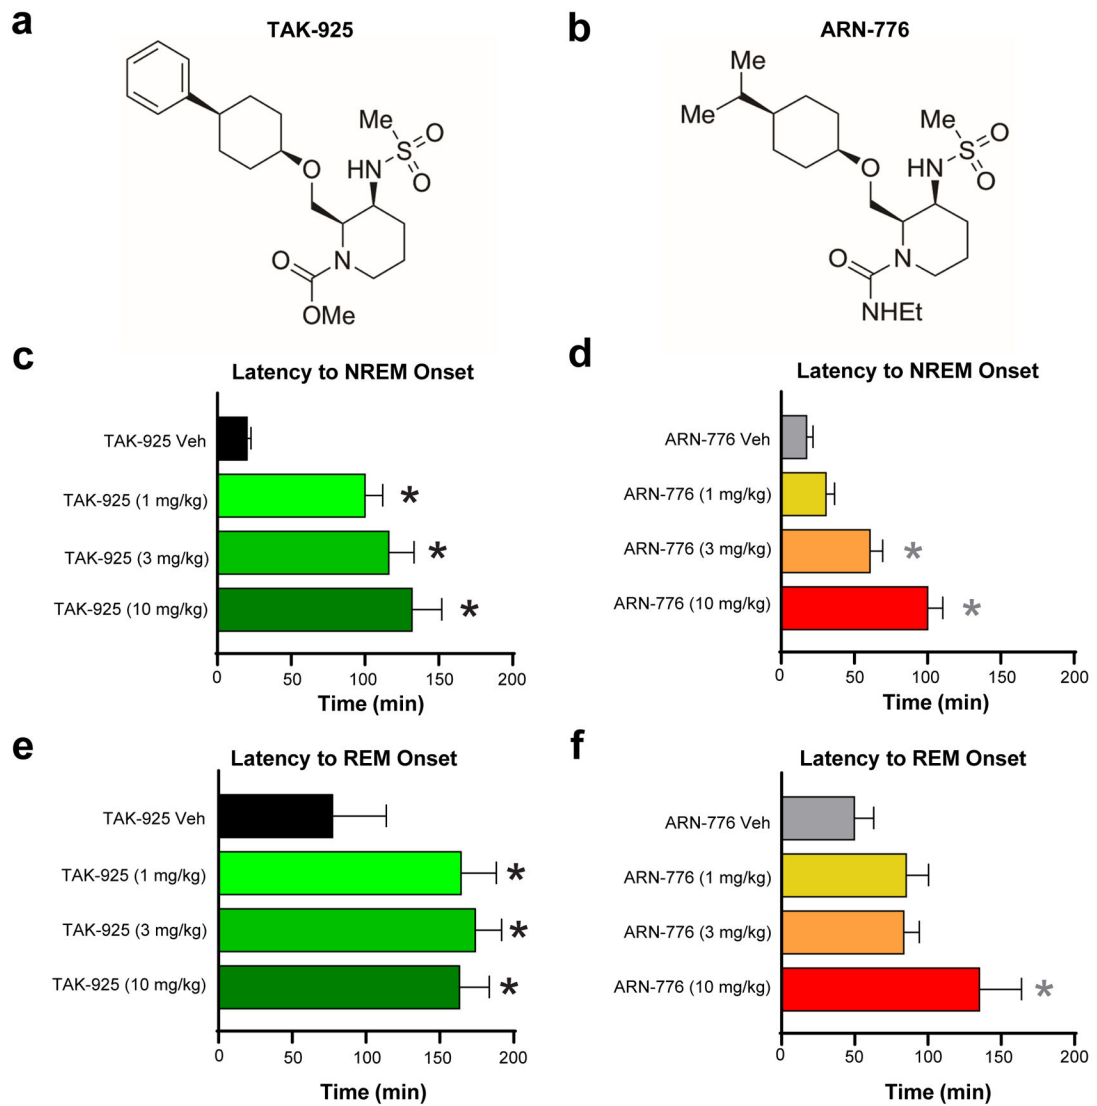 a
TAK-925
Me
HN
S
O
O
O
N
O
OMe
b
ARN-776
Me
Me
Me
HN
S
O
O
O
N
O
NHEt
c
Latency to NREM Onset
TAK-925 Veh
TAK-925 (1 mg/kg)
*
TAK-925 (3 mg/kg)
*
TAK-925 (10 mg/kg)
*
0 50 100 150 200
Time (min)
d
Latency to NREM Onset
ARN-776 Veh
ARN-776 (1 mg/kg)
ARN-776 (3 mg/kg)
*
ARN-776 (10 mg/kg)
*
0 50 100 150 200
Time (min)
e
Latency to REM Onset
TAK-925 Veh
TAK-925 (1 mg/kg)
*
TAK-925 (3 mg/kg)
*
TAK-925 (10 mg/kg)
*
0 50 100 150 200
Time (min)
f
Latency to REM Onset
ARN-776 Veh
ARN-776 (1 mg/kg)
ARN-776 (3 mg/kg)
ARN-776 (10 mg/kg)
*
0 50 100 150 200
Time (min)